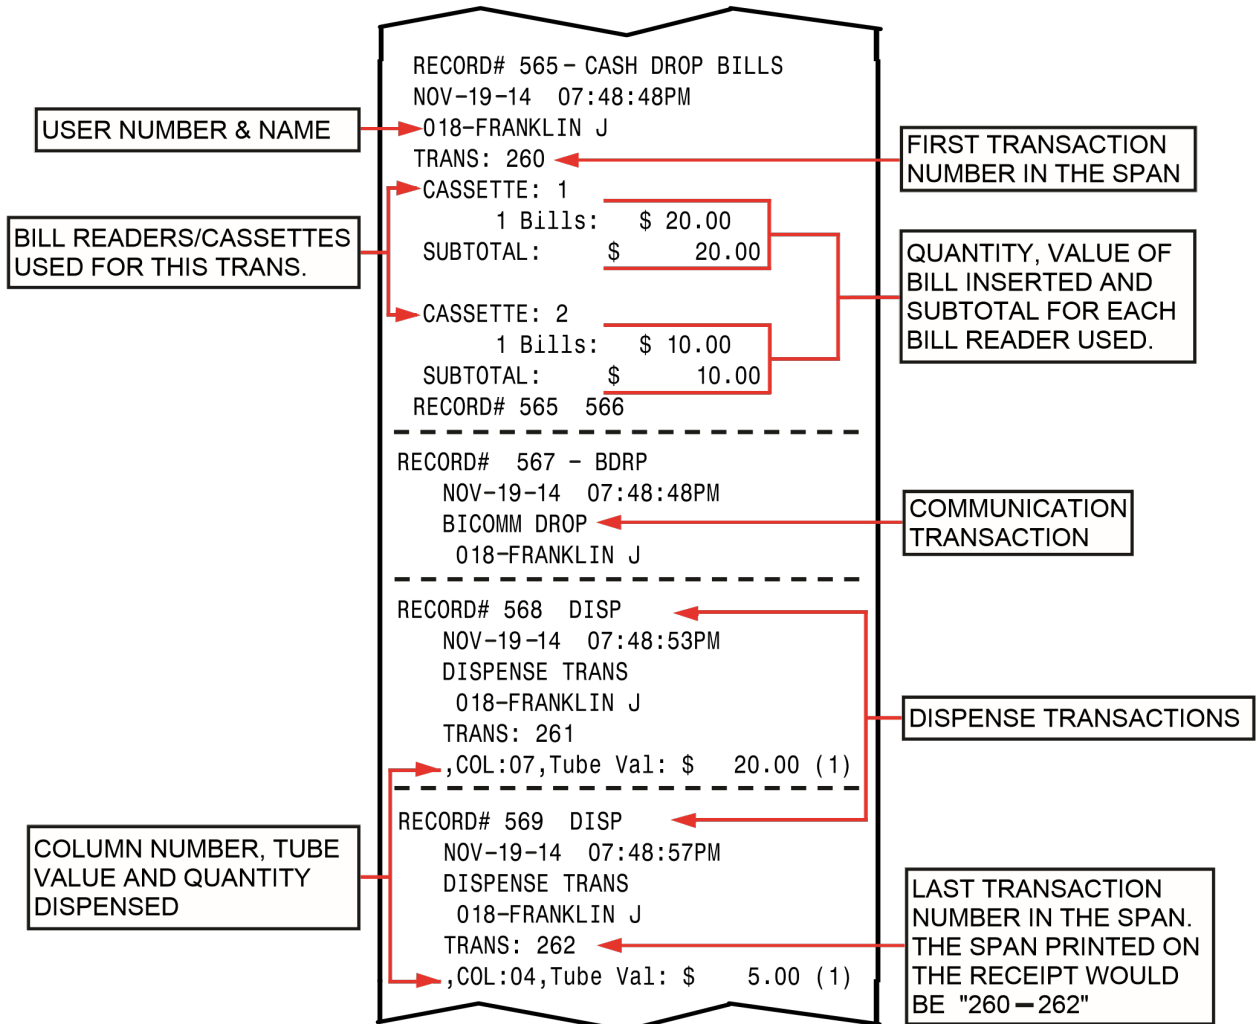 RECORD# 565 - CASH DROP BILLS
NOV-19-14 07:48:48PM
USER NUMBER & NAME
018-FRANKLIN J
TRANS: 260
FIRST TRANSACTION
NUMBER IN THE SPAN
CASSETTE: 1
1 Bills: $ 20.00
SUBTOTAL: $ 20.00
BILL READERS/CASSETTES
USED FOR THIS TRANS.
QUANTITY, VALUE OF
BILL INSERTED AND
SUBTOTAL FOR EACH
BILL READER USED.
CASSETTE: 2
1 Bills: $ 10.00
SUBTOTAL: $ 10.00
RECORD# 565 566
RECORD# 567 - BDRP
NOV-19-14 07:48:48PM
BICOMM DROP
018-FRANKLIN J
COMMUNICATION
TRANSACTION
RECORD# 568 DISP
NOV-19-14 07:48:53PM
DISPENSE TRANS
018-FRANKLIN J
TRANS: 261
,COL:07,Tube Val: $ 20.00 (1)
DISPENSE TRANSACTIONS
RECORD# 569 DISP
NOV-19-14 07:48:57PM
DISPENSE TRANS
018-FRANKLIN J
TRANS: 262
,COL:04,Tube Val: $ 5.00 (1)
COLUMN NUMBER, TUBE
VALUE AND QUANTITY
DISPENSED
LAST TRANSACTION
NUMBER IN THE SPAN.
THE SPAN PRINTED ON
THE RECEIPT WOULD
BE "260 — 262"